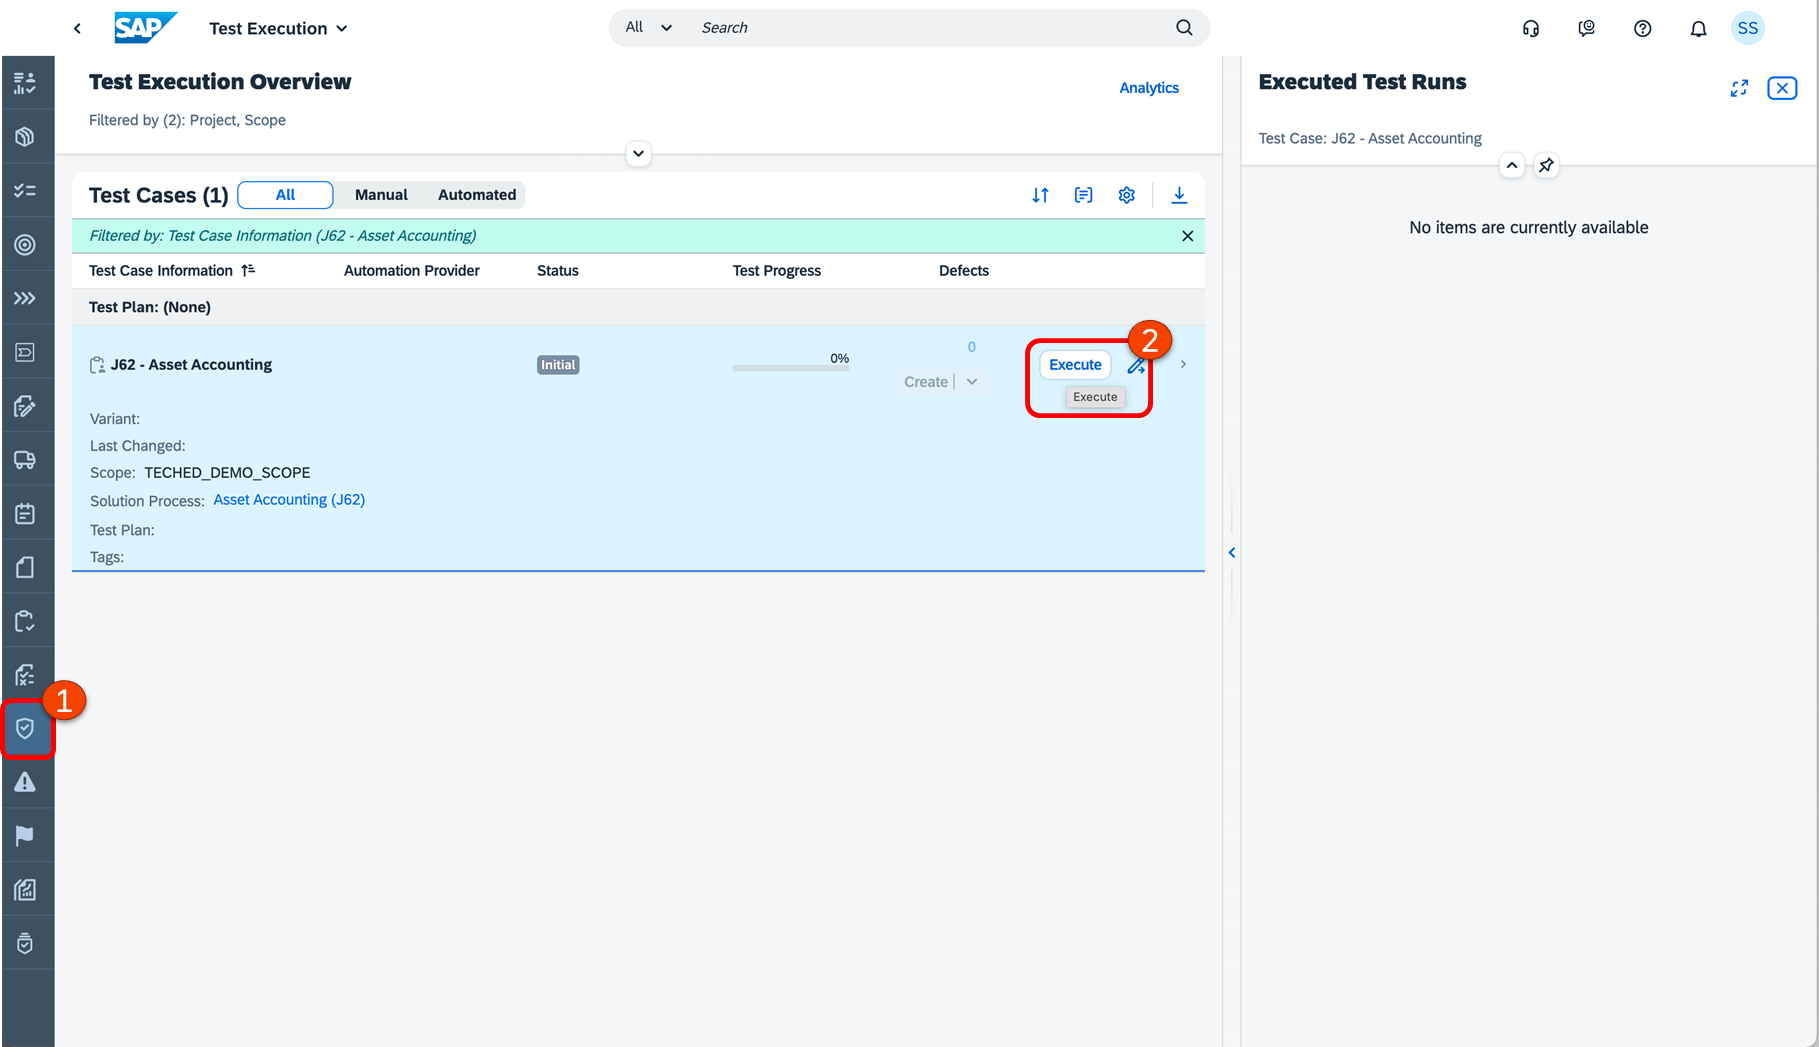 SAP
Test Execution
All
Search
SS
Test Execution Overview
Analytics
Filtered by (2): Project, Scope
Test Cases (1)
All
Manual
Automated
Filtered by: Test Case Information (J62 - Asset Accounting)
Test Case Information
Automation Provider
Status
Test Progress
Defects
Test Plan: (None)
J62 - Asset Accounting
Initial
0%
0
Create
Execute
Execute
2
Variant:
Last Changed:
Scope: TECHED_DEMO_SCOPE
Solution Process: Asset Accounting (J62)
Test Plan:
Tags:
1
Executed Test Runs
Test Case: J62 - Asset Accounting
No items are currently available